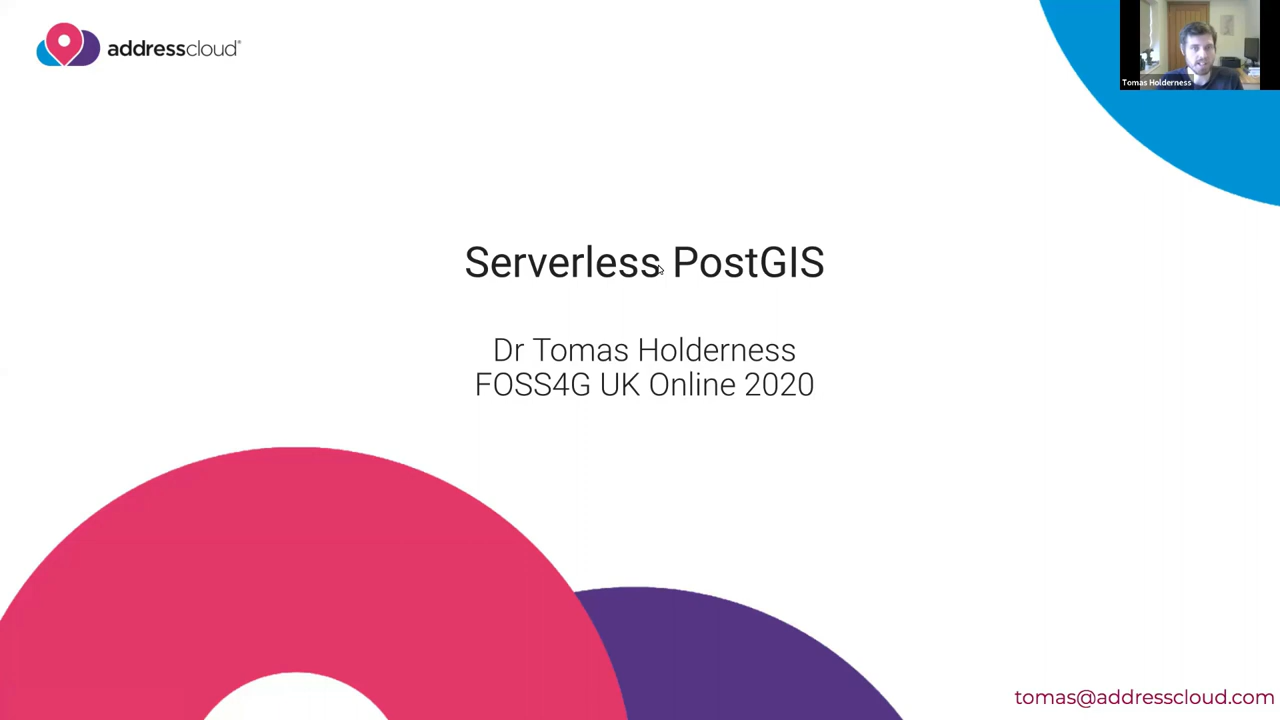 addresscloud®
Tomas Holderness
Serverless PostGIS
Dr Tomas Holderness
FOSS4G UK Online 2020
tomas@addresscloud.com